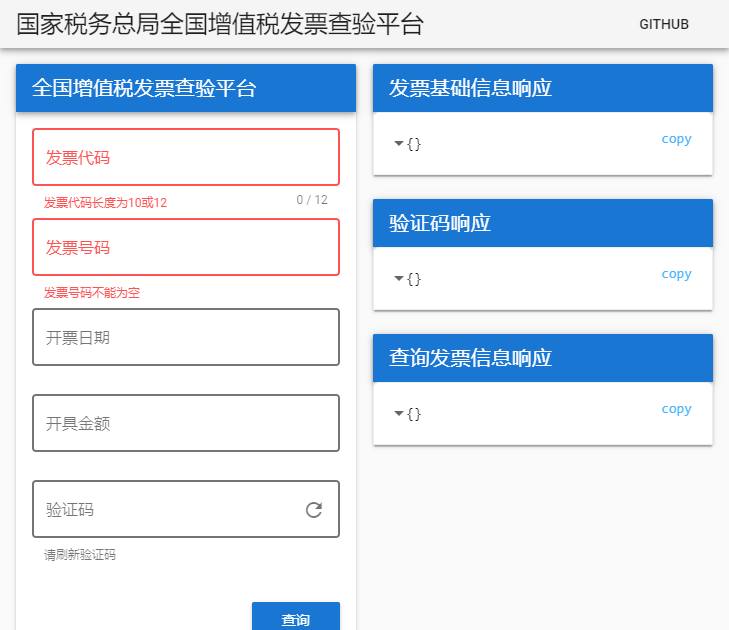 国家税务总局全国增值税发票查验平台
GITHUB
全国增值税发票查验平台
发票代码
发票代码长度为10或12
0 / 12
发票号码
发票号码不能为空
开票日期
开具金额
验证码
请刷新验证码
查询
发票基础信息响应
{}
copy
验证码响应
{}
copy
查询发票信息响应
{}
copy